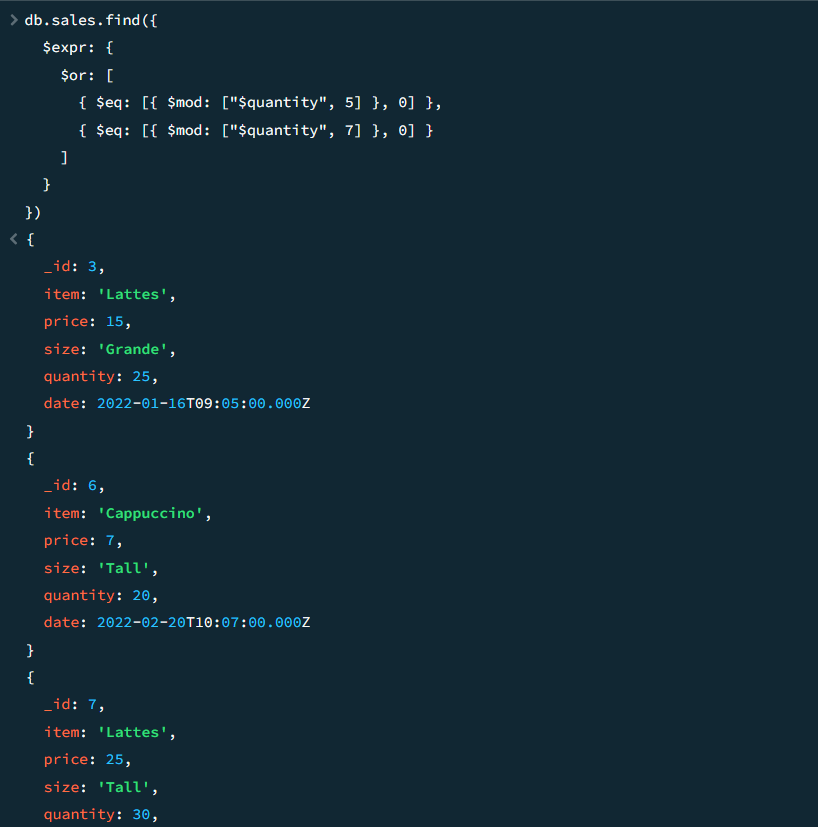 > db.sales.find({
$expr: {
$or: [
{ $eq: [{ $mod: ["$quantity", 5] }, 0] },
{ $eq: [{ $mod: ["$quantity", 7] }, 0] }
]
}
})
< {
_id: 3,
item: 'Lattes',
price: 15,
size: 'Grande',
quantity: 25,
date: 2022-01-16T09:05:00.000Z
}
{
_id: 6,
item: 'Cappuccino',
price: 7,
size: 'Tall',
quantity: 20,
date: 2022-02-20T10:07:00.000Z
}
{
_id: 7,
item: 'Lattes',
price: 25,
size: 'Tall',
quantity: 30,